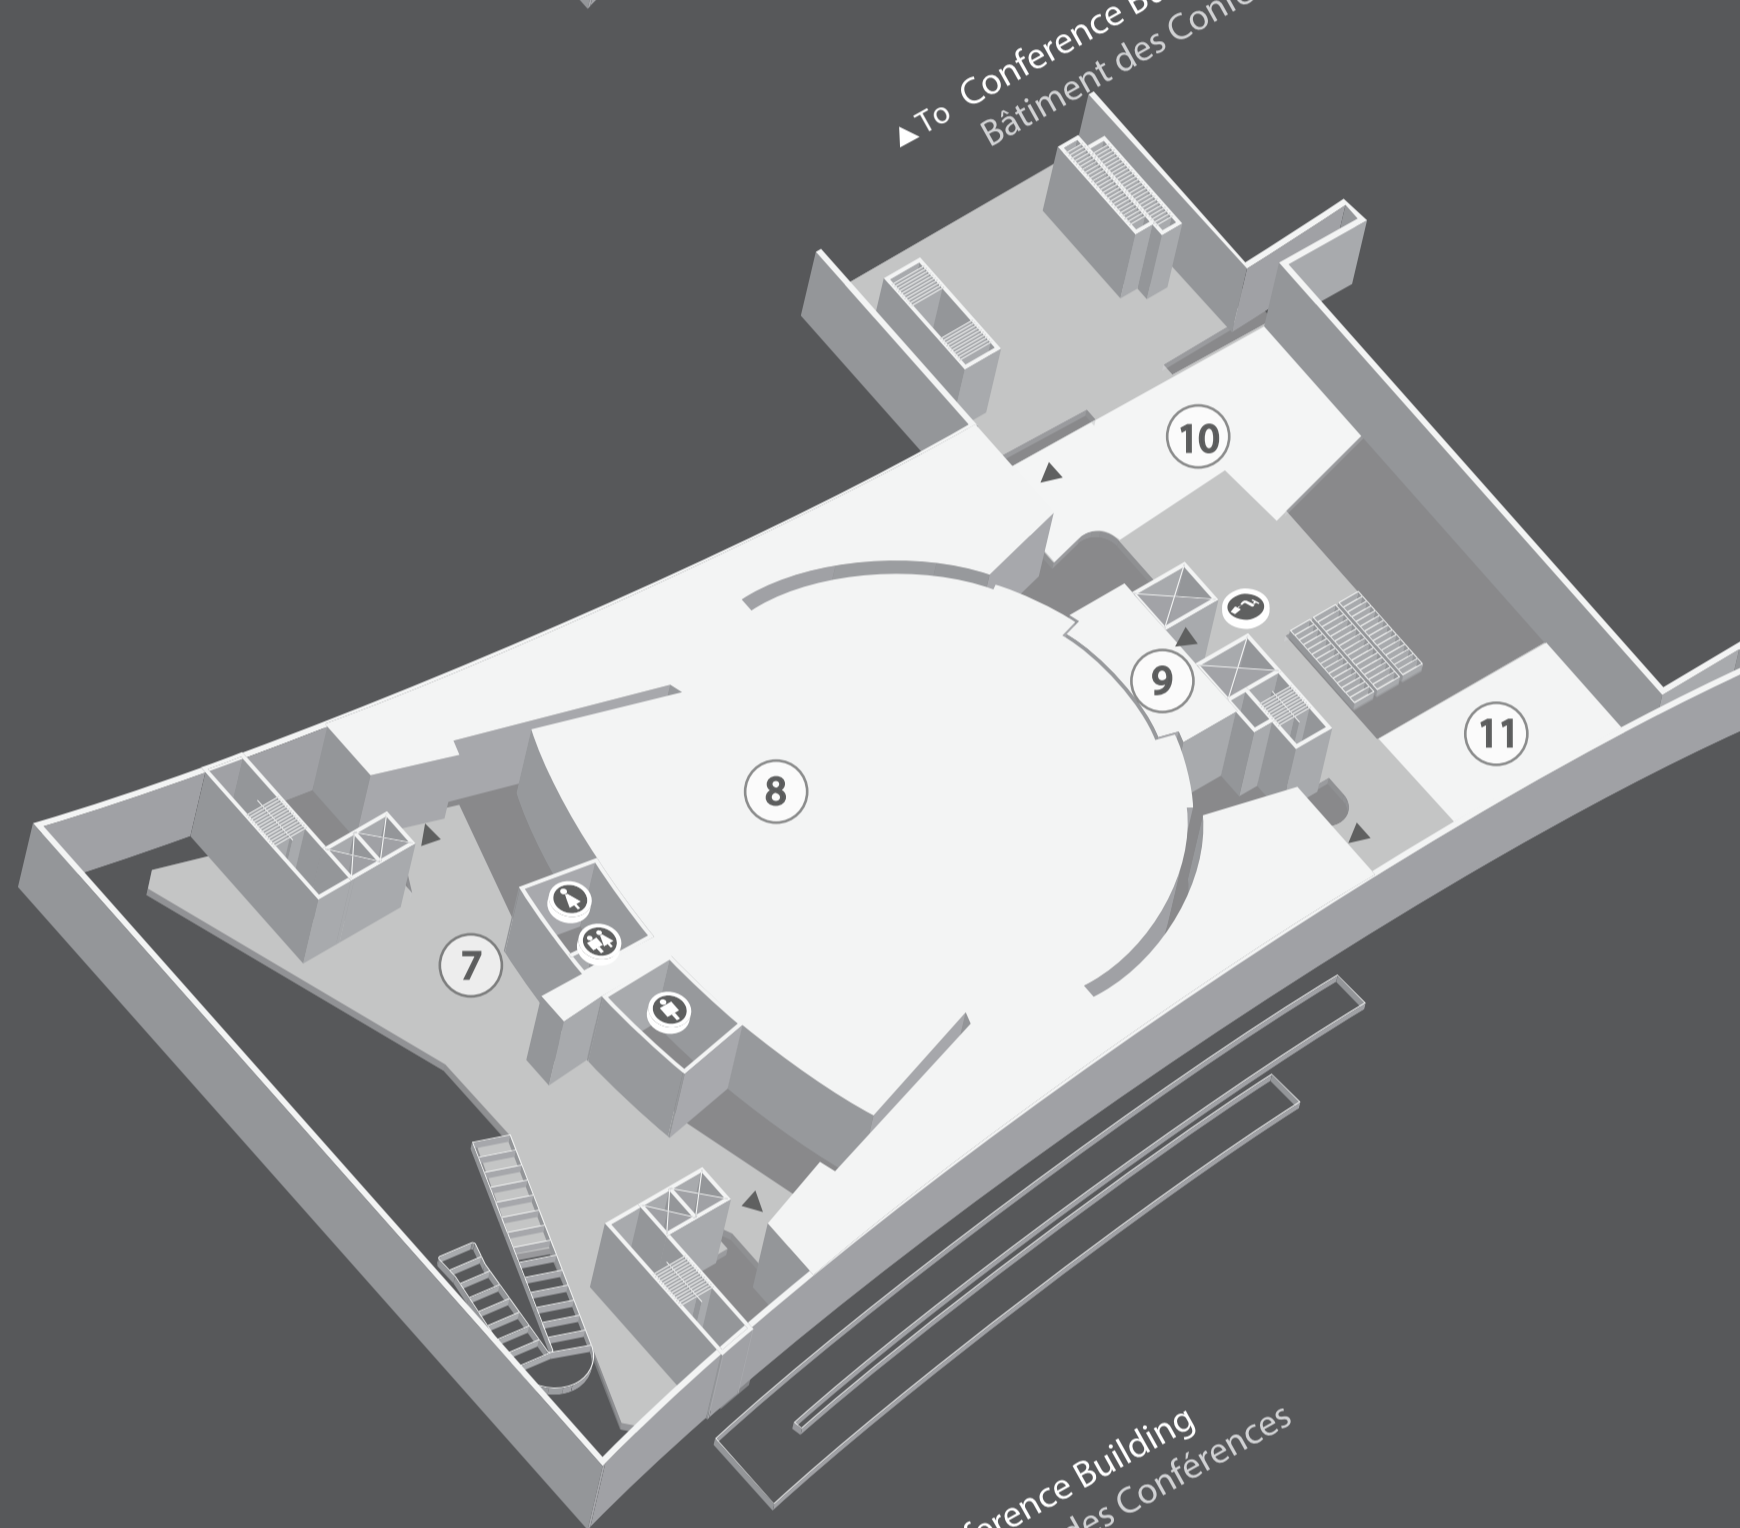 To Conference
Bâtiment des
10
9
11
8
7
Building
des Conférences